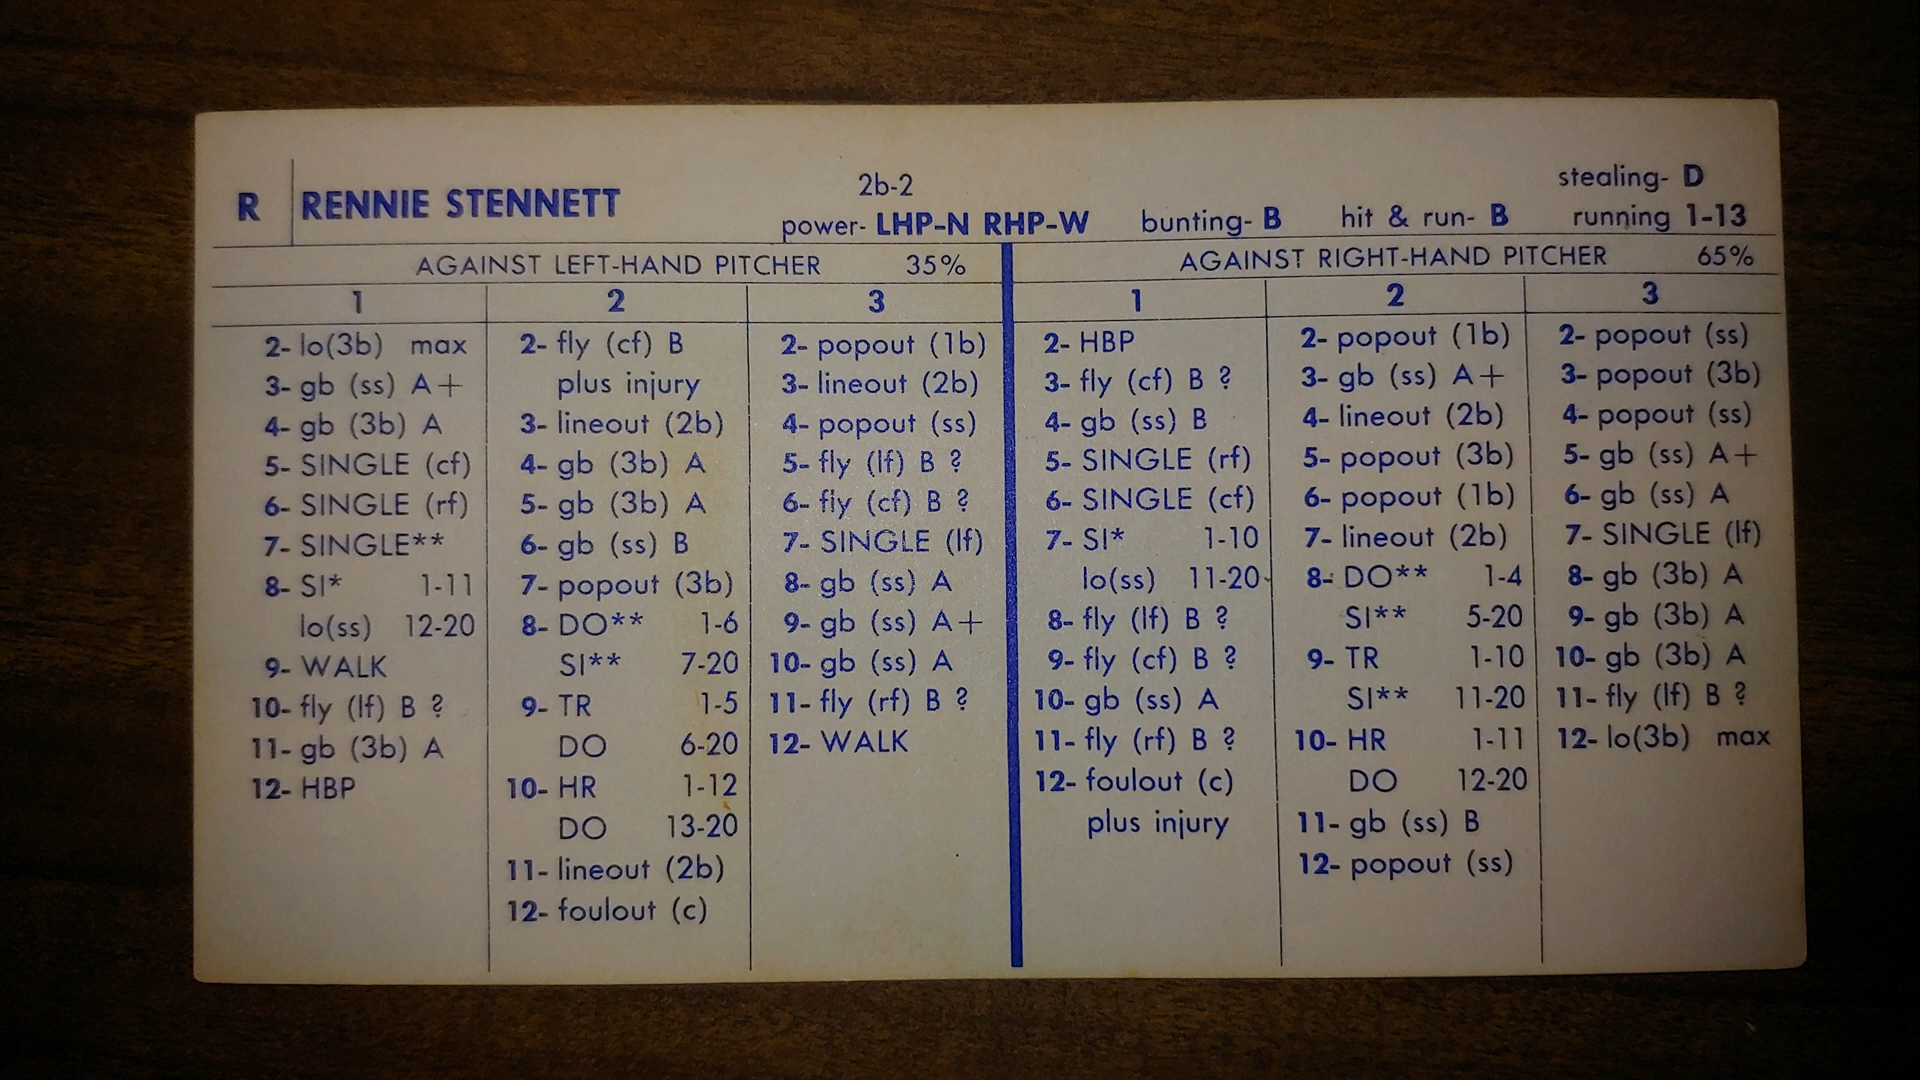 R RENNIE STENNETT
2b-2
power- LHP-N RHP-W
bunting- B
hit & run- B
stealing- D
running 1-13
AGAINST LEFT-HAND PITCHER 35%
1
2- lo(3b) max
3- gb (ss) A+
4- gb (3b) A
5- SINGLE (cf)
6- SINGLE (rf)
7- SINGLE**
8- SI* 1-11
lo(ss) 12-20
9- WALK
10- fly (lf) B ?
11- gb (3b) A
12- HBP
2
2- fly (cf) B
plus injury
3- lineout (2b)
4- gb (3b) A
5- gb (3b) A
6- gb (ss) B
7- popout (3b)
8- DO** 1-6
SI** 7-20
9- TR 1-5
DO 6-20
10- HR 1-12
DO 13-20
11- lineout (2b)
12- foulout (c)
3
2- popout (1b)
3- lineout (2b)
4- popout (ss)
5- fly (lf) B ?
6- fly (cf) B ?
7- SINGLE (lf)
8- gb (ss) A
9- gb (ss) A+
10- gb (ss) A
11- fly (rf) B ?
12- WALK
AGAINST RIGHT-HAND PITCHER 65%
1
2- HBP
3- fly (cf) B ?
4- gb (ss) B
5- SINGLE (rf)
6- SINGLE (cf)
7- SI* 1-10
lo(ss) 11-20
8- fly (lf) B ?
9- fly (cf) B ?
10- gb (ss) A
11- fly (rf) B ?
12- foulout (c)
plus injury
2
2- popout (1b)
3- gb (ss) A+
4- lineout (2b)
5- popout (3b)
6- popout (1b)
7- lineout (2b)
8- DO** 1-4
SI** 5-20
9- TR 1-10
SI** 11-20
10- HR 1-11
DO 12-20
11- gb (ss) B
12- popout (ss)
3
2- popout (ss)
3- popout (3b)
4- popout (ss)
5- gb (ss) A+
6- gb (ss) A
7- SINGLE (lf)
8- gb (3b) A
9- gb (3b) A
10- gb (3b) A
11- fly (lf) B ?
12- lo(3b) max